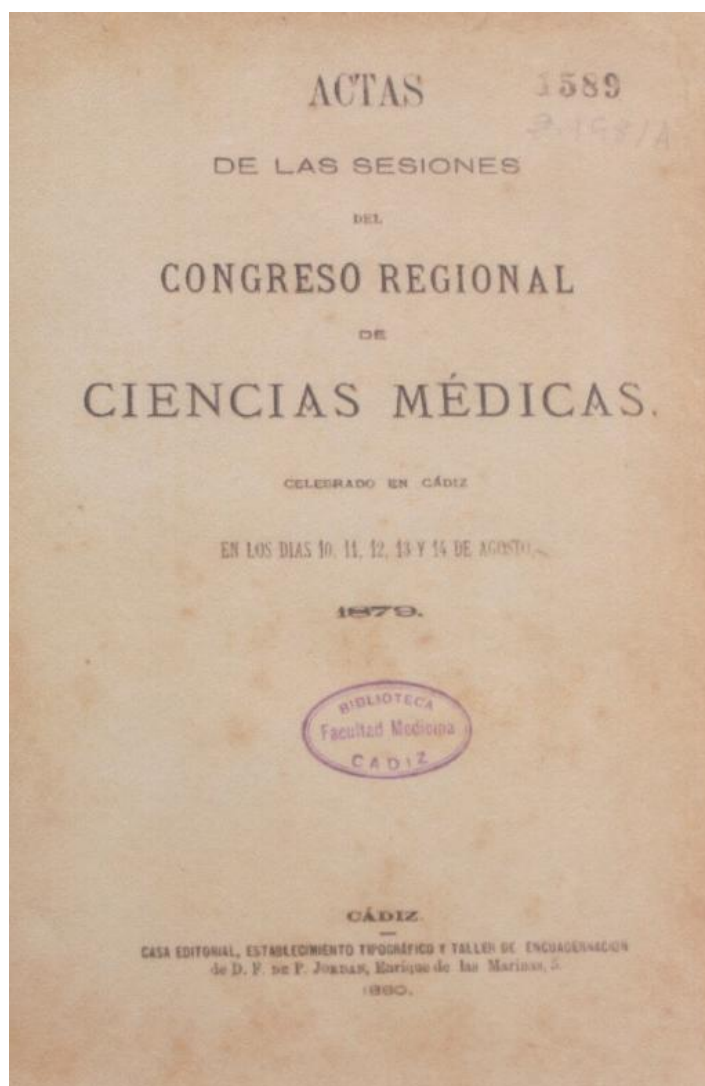 ACTAS
1589
DE LAS SESIONES
DEL
CONGRESO REGIONAL
DE
CIENCIAS MÉDICAS.
CELEBRADO EN CÁDIZ
EN LOS DIAS 10, 11, 12, 13 Y 14 DE AGOSTO
1879.
BIBLIOTECA
Facultad Medicina
CADIZ
CÁDIZ
CASA EDITORIAL, ESTABLECIMIENTO TIPOGRÁFICO Y TALLER DE ENCUADERNACION
de D. F. DE P. JORDAN, Enrique de las Marinas, 5.
1880.